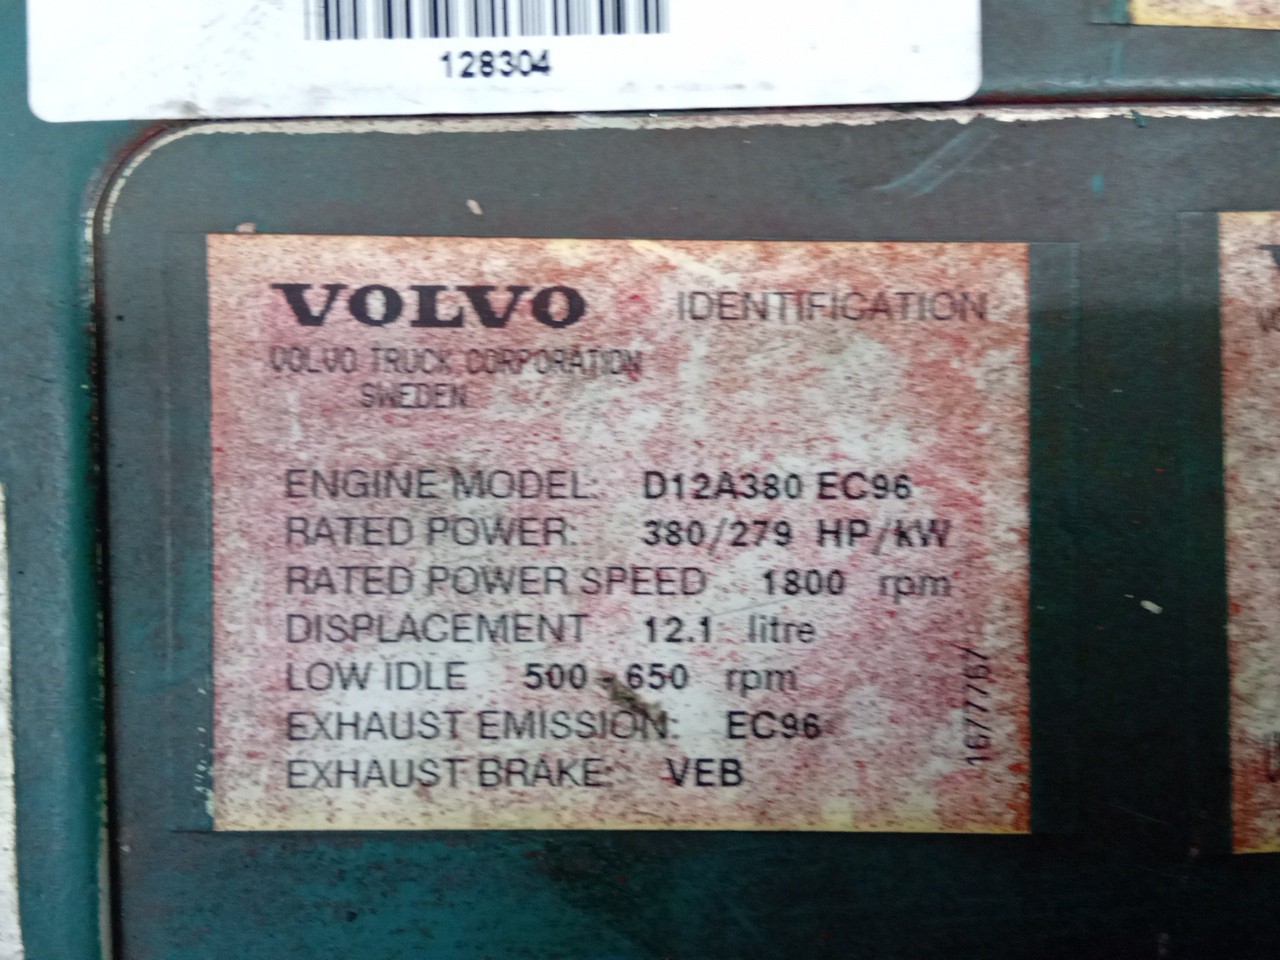 128304
VOLVO IDENTIFICATION
VOLVO TRUCK CORPORATION
SWEDEN
ENGINE MODEL: D12A380 EC96
RATED POWER: 380/279 HP/kW
RATED POWER SPEED 1800 rpm
DISPLACEMENT 12.1 litre
LOW IDLE 500 - 650 rpm
EXHAUST EMISSION: EC96
EXHAUST BRAKE: VEB